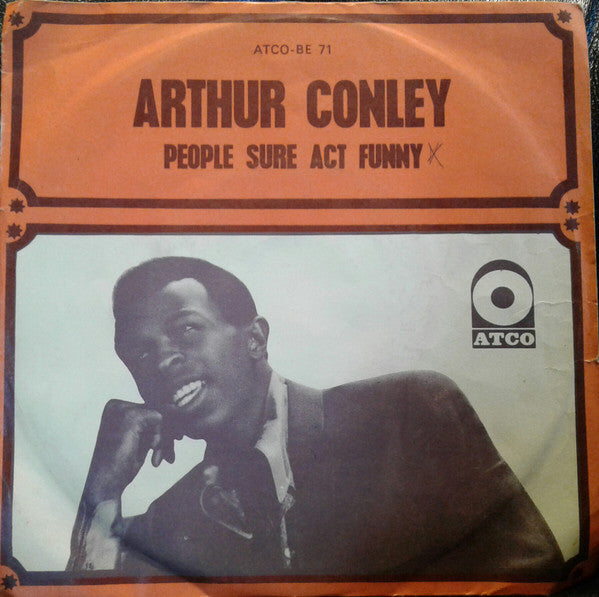 ATCO-BE 71
ARTHUR CONLEY
PEOPLE SURE ACT FUNNY X
ATCO